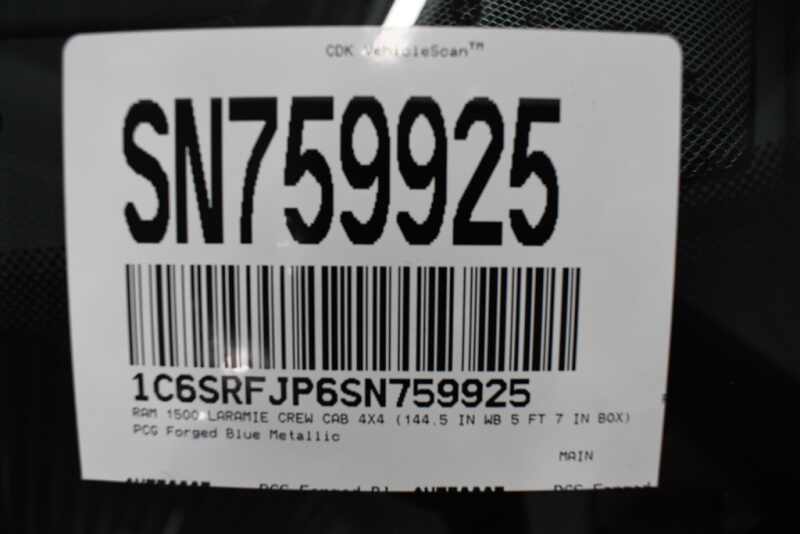 CDK VehicleScan™
SN759925
1C6SRFJP6SN759925
RAM 1500 LARAMIE CREW CAB 4X4 (144.5 IN WB 5 FT 7 IN BOX)
PCG Forged Blue Metallic
MAIN